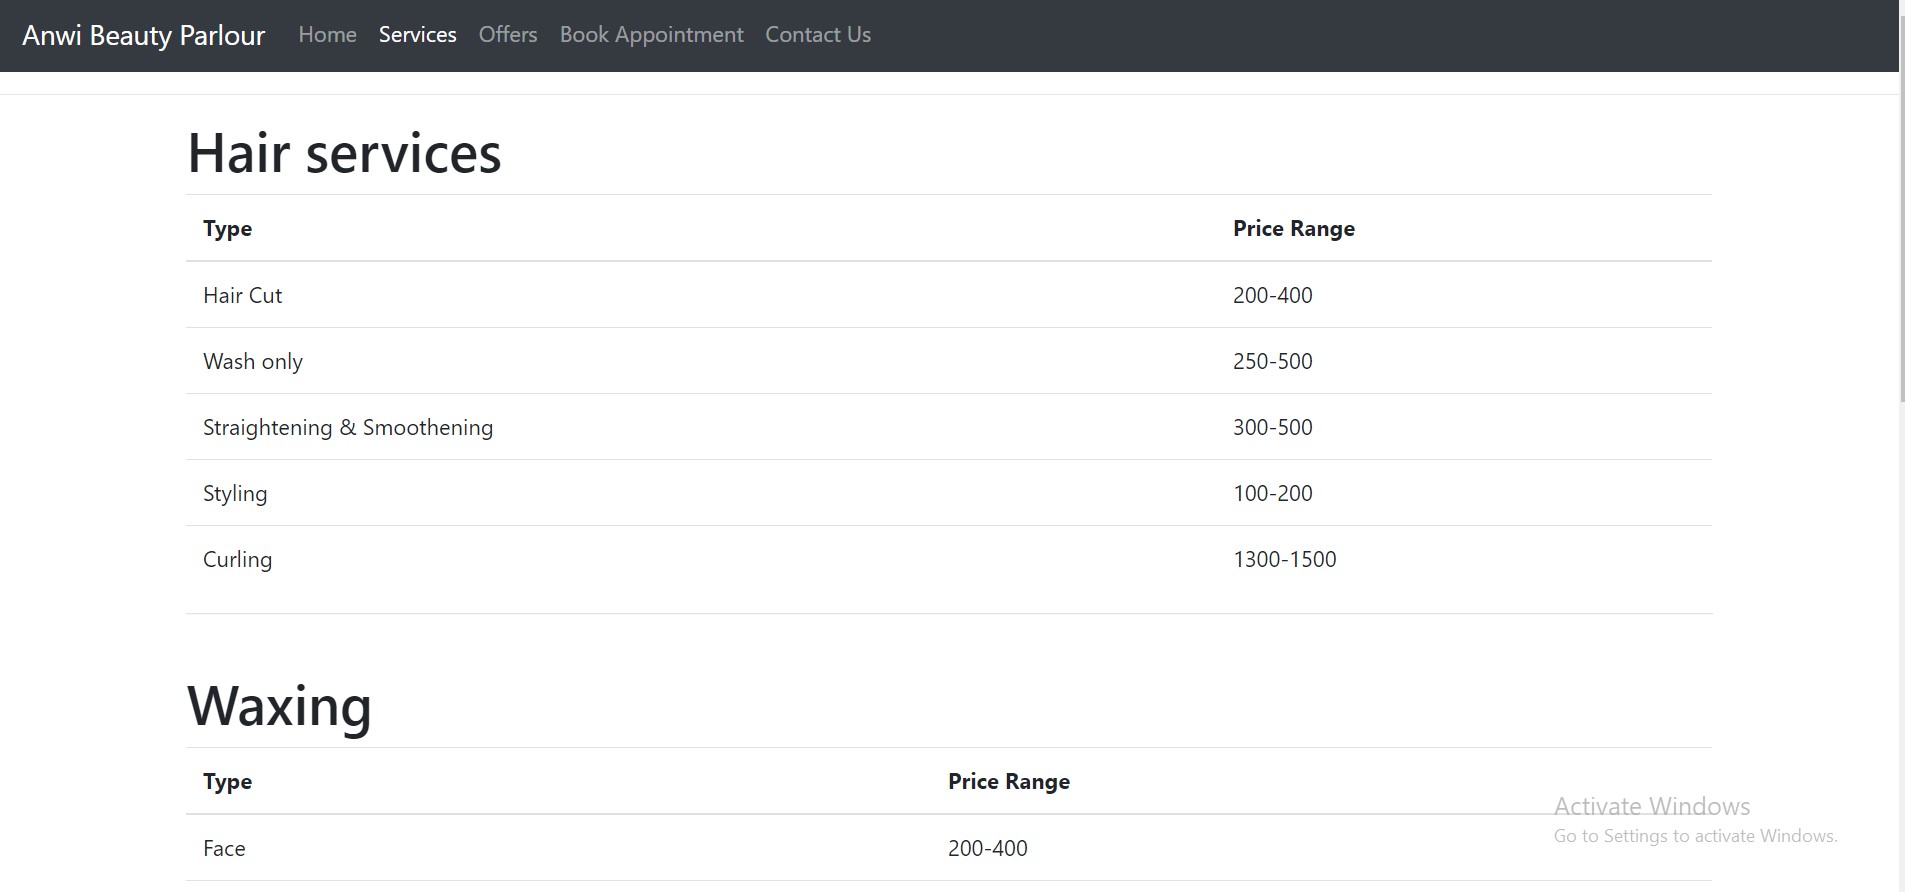 Anwi Beauty Parlour Home Services Offers Book Appointment Contact Us
Hair services
Type Price Range
Hair Cut 200-400
Wash only 250-500
Straightening & Smoothening 300-500
Styling 100-200
Curling 1300-1500
Waxing
Type Price Range
Face 200-400
Activate Windows
Go to Settings to activate Windows.